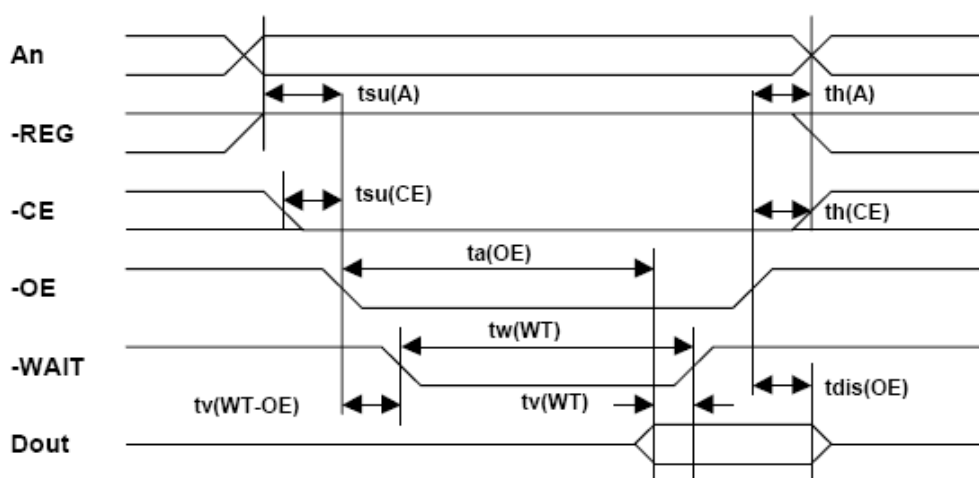 An
tsu(A)
th(A)
-REG
tsu(CE)
-CE
th(CE)
ta(OE)
-OE
tw(WT)
-WAIT
tdis(OE)
tv(WT-OE)
tv(WT)
Dout